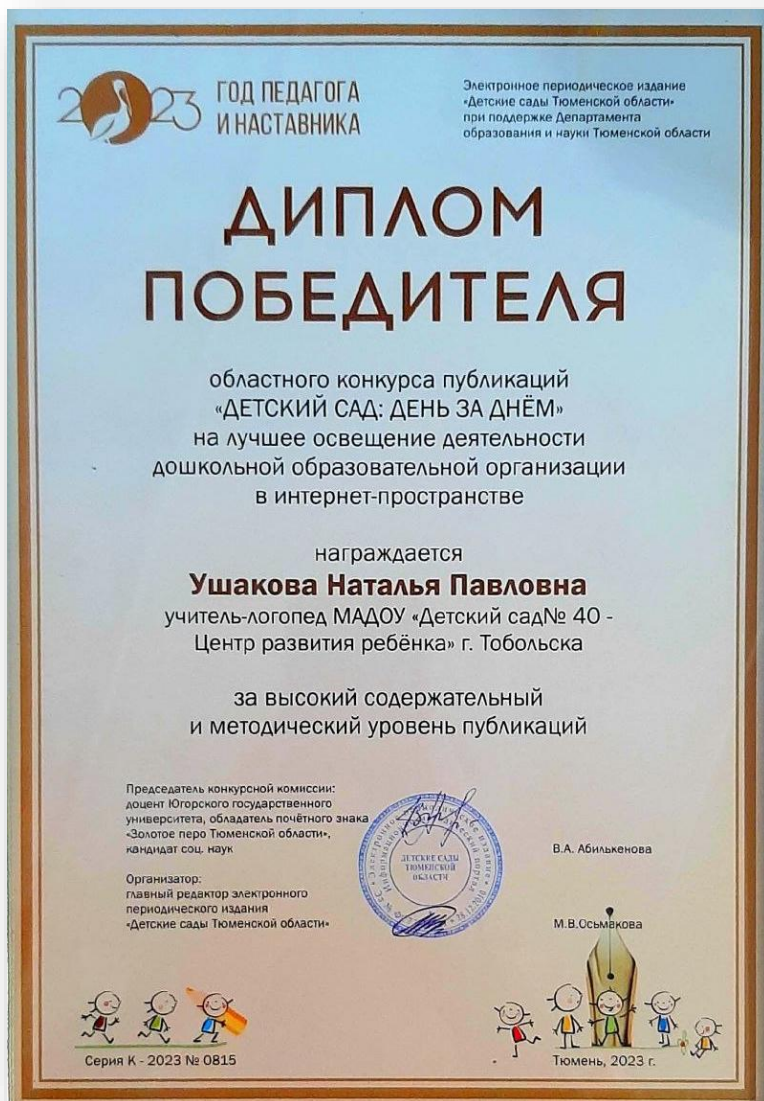 2023
ГОД ПЕДАГОГА
И НАСТАВНИКА
Электронное периодическое издание
«Детские сады Тюменской области»
при поддержке Департамента
образования и науки Тюменской области
ДИПЛОМ
ПОБЕДИТЕЛЯ
областного конкурса публикаций
«ДЕТСКИЙ САД: ДЕНЬ ЗА ДНЁМ»
на лучшее освещение деятельности
дошкольной образовательной организации
в интернет-пространстве
награждается
Ушакова Наталья Павловна
учитель-логопед МАДОУ «Детский сад№ 40 -
Центр развития ребёнка» г. Тобольска
за высокий содержательный
и методический уровень публикаций
Председатель конкурсной комиссии:
доцент Югорского государственного
университета, обладатель почётного знака
«Золотое перо Тюменской области»,
кандидат соц. наук
В.А. Абилькенова
Организатор:
главный редактор электронного
периодического издания
«Детские сады Тюменской области»
М.В.Осьмакова
ДЕТСКИЕ САДЫ
ТЮМЕНСКОЙ
ОБЛАСТИ
Серия К - 2023 № 0815
Тюмень, 2023 г.